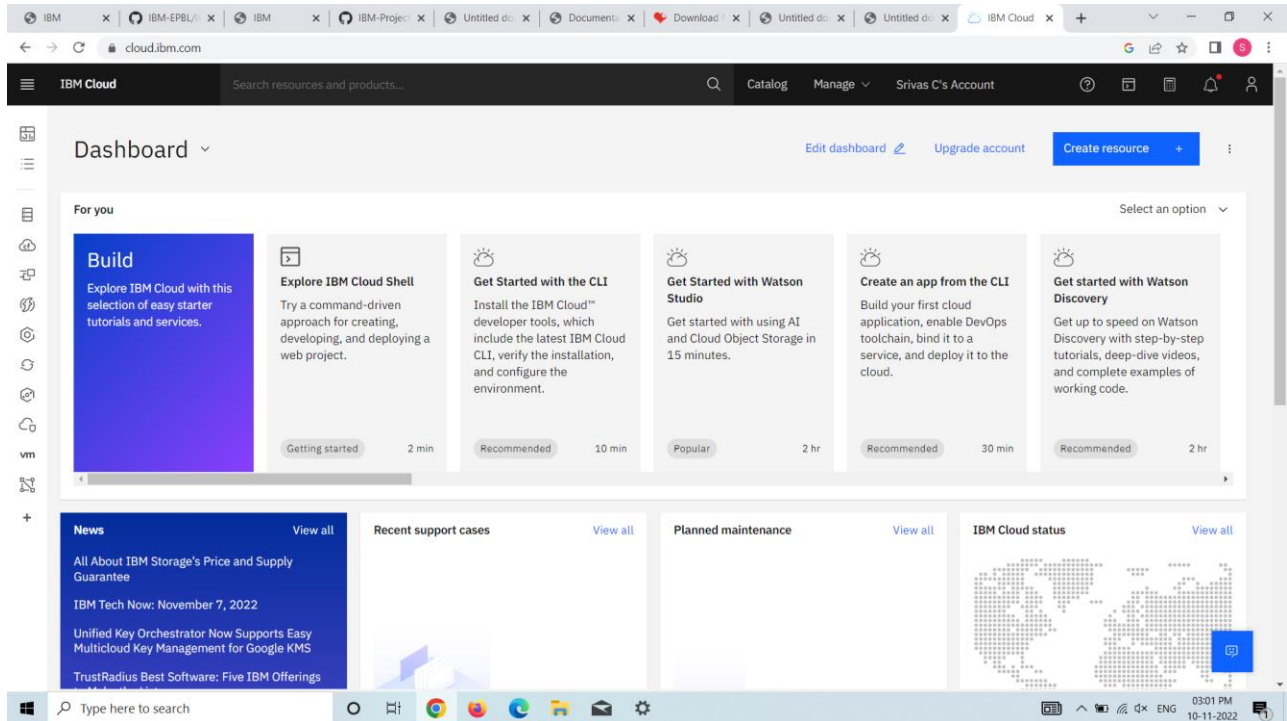 IBM
IBM-EPBL/I
IBM
IBM-Project
Untitled do
Documenta
Download
Untitled do
Untitled do
IBM Cloud
cloud.ibm.com
G
S
IBM Cloud
Search resources and products...
Catalog
Manage
Srivas C's Account
Dashboard
Edit dashboard
Upgrade account
Create resource +
For you
Select an option
Build
Explore IBM Cloud with this
selection of easy starter
tutorials and services.
Explore IBM Cloud Shell
Try a command-driven
approach for creating,
developing, and deploying a
web project.
Getting started
2 min
Get Started with the CLI
Install the IBM Cloud™
developer tools, which
include the latest IBM Cloud
CLI, verify the installation,
and configure the
environment.
Recommended
10 min
Get Started with Watson
Studio
Get started with using AI
and Cloud Object Storage in
15 minutes.
Popular
2 hr
Create an app from the CLI
Build your first cloud
application, enable DevOps
toolchain, bind it to a
service, and deploy it to the
cloud.
Recommended
30 min
Get started with Watson
Discovery
Get up to speed on Watson
Discovery with step-by-step
tutorials, deep-dive videos,
and complete examples of
working code.
Recommended
2 hr
vm
News
View all
All About IBM Storage's Price and Supply
Guarantee
IBM Tech Now: November 7, 2022
Unified Key Orchestrator Now Supports Easy
Multicloud Key Management for Google KMS
TrustRadius Best Software: Five IBM Offerings
Recent support cases
View all
Planned maintenance
View all
IBM Cloud status
View all
Type here to search
ENG
03:01 PM
10-11-2022
1